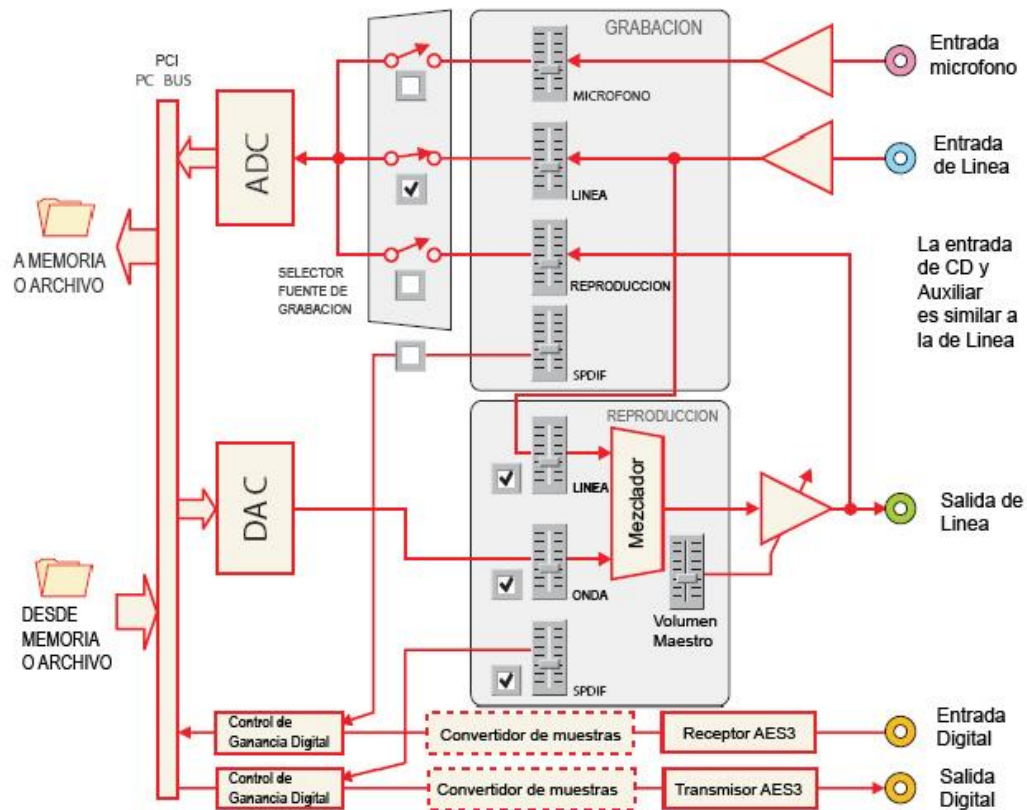 GRABACION
Entrada
microfono
PCI
PC BUS
MICROFONO
ADC
Entrada
de Linea
LINEA
A MEMORIA
O ARCHIVO
SELECTOR
FUENTE DE
GRABACION
REPRODUCCION
La entrada
de CD y
Auxiliar
es similar a
la de Linea
SPDIF
REPRODUCCION
LINEA
Mezclador
DAC
Salida de
Linea
ONDA
Volumen
Maestro
DESDE
MEMORIA
O ARCHIVO
SPDIF
Control de
Ganancia Digital
Convertidor de muestras
Receptor AES3
Entrada
Digital
Control de
Ganancia Digital
Convertidor de muestras
Transmisor AES3
Salida
Digital